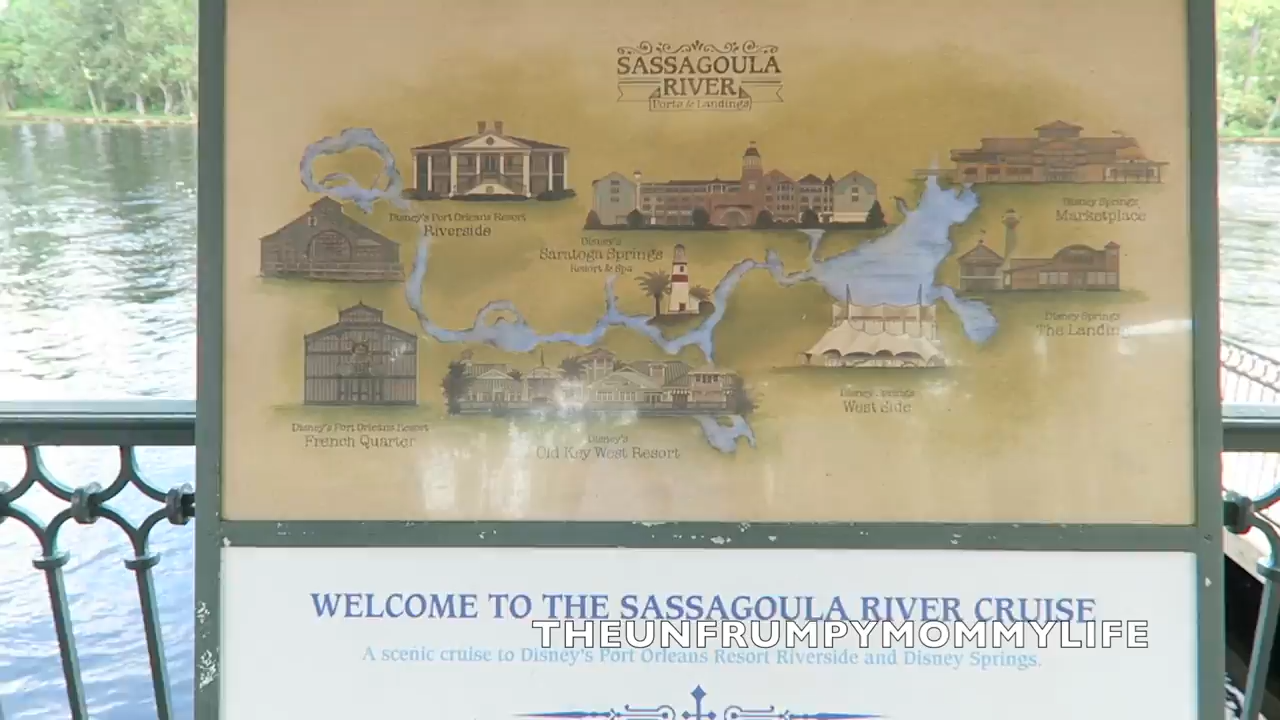 SASSAGOULA
RIVER
Ports & Landings
Disney's Port Orleans Resort
Riverside
Disney's
Saratoga Springs
Resort & Spa
Disney Springs
Marketplace
Disney Springs
The Landing
Disney Springs
West Side
Disney's Port Orleans Resort
French Quarter
Disney's
Old Key West Resort
WELCOME TO THE SASSAGOULA RIVER CRUISE
THEUNFRUMPYMOMMYLIFE
A scenic cruise to Disney's Port Orleans Resort Riverside and Disney Springs.